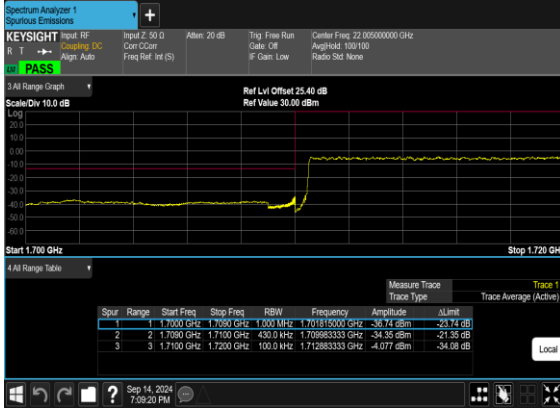 Spectrum Analyzer 1
Spurious Emissions
KEYSIGHT Input: RF Input Z: 50 Ω Atten: 20 dB Trig: Free Run Center Freq: 22.005000000 GHz
R T Coupling: DC Corr CCorr Gate: Off Avg|Hold: 100/100
Align: Auto Freq Ref: Int (S) IF Gain: Low Radio Std: None
PASS
3 All Range Graph
Ref Lvl Offset 25.40 dB
Scale/Div 10.0 dB Ref Value 30.00 dBm
Log
20.0
10.0
0.00
-10.0
-20.0
-30.0
-40.0
-50.0
-60.0
Start 1.700 GHz Stop 1.720 GH
4 All Range Table
Measure Trace Trace 1
Trace Type Trace Average (Active)
Spur Range Start Freq Stop Freq RBW Frequency Amplitude ΔLimit
1 1 1.7000 GHz 1.7090 GHz 1.000 MHz 1.701815000 GHz -36.74 dBm -23.74 dB
2 2 1.7090 GHz 1.7100 GHz 430.0 kHz 1.709983333 GHz -34.35 dBm -21.35 dB
3 3 1.7100 GHz 1.7200 GHz 100.0 kHz 1.712883333 GHz -4.077 dBm -34.08 dB
Local
Sep 14, 2024
7:09:20 PM